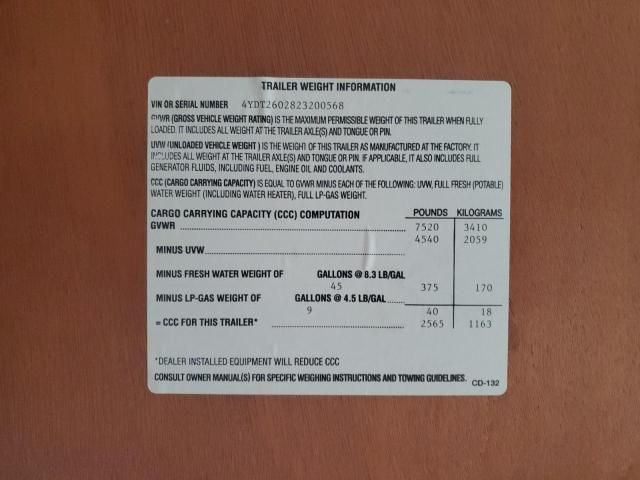 TRAILER WEIGHT INFORMATION
VIN OR SERIAL NUMBER 4YDT2602823200568
GVWR (GROSS VEHICLE WEIGHT RATING) IS THE MAXIMUM PERMISSIBLE WEIGHT OF THIS TRAILER WHEN FULLY
LOADED. IT INCLUDES ALL WEIGHT AT THE TRAILER AXLE(S) AND TONGUE OR PIN.
UVW (UNLOADED VEHICLE WEIGHT) IS THE WEIGHT OF THIS TRAILER AS MANUFACTURED AT THE FACTORY. IT
INCLUDES ALL WEIGHT AT THE TRAILER AXLE(S) AND TONGUE OR PIN. IF APPLICABLE, IT ALSO INCLUDES FULL
GENERATOR FLUIDS, INCLUDING FUEL, ENGINE OIL AND COOLANTS.
CCC (CARGO CARRYING CAPACITY) IS EQUAL TO GVWR MINUS EACH OF THE FOLLOWING: UVW, FULL FRESH (POTABLE)
WATER WEIGHT (INCLUDING WATER HEATER), FULL LP-GAS WEIGHT.
CARGO CARRYING CAPACITY (CCC) COMPUTATION POUNDS KILOGRAMS
GVWR 7520 3410
4540 2059
MINUS UVW
MINUS FRESH WATER WEIGHT OF GALLONS @ 8.3 LB/GAL
45 375 170
MINUS LP-GAS WEIGHT OF GALLONS @ 4.5 LB/GAL
9 40 18
= CCC FOR THIS TRAILER* 2565 1163
*DEALER INSTALLED EQUIPMENT WILL REDUCE CCC
CONSULT OWNER MANUAL(S) FOR SPECIFIC WEIGHING INSTRUCTIONS AND TOWING GUIDELINES. CD-132